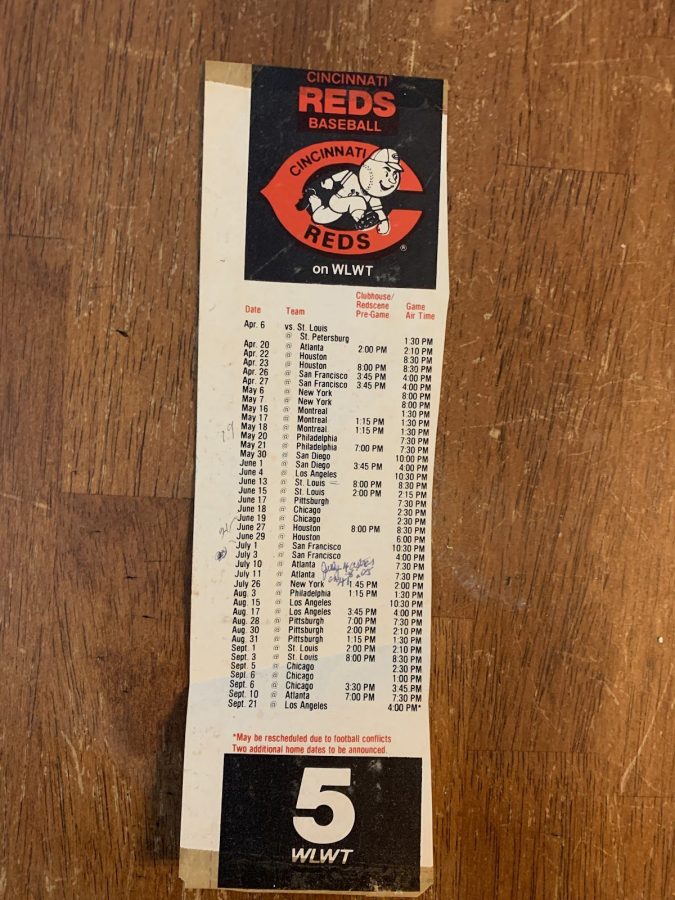 CINCINNATI
REDS
BASEBALL
CINCINNATI
REDS
®
on WLWT
Date Team Clubhouse/ Redscene Pre-Game Game Air Time
Apr. 6 vs. St. Louis
@ St. Petersburg 1:30 PM
Apr. 20 @ Atlanta 2:00 PM 2:10 PM
Apr. 22 @ Houston 8:30 PM
Apr. 23 @ Houston 8:00 PM 8:30 PM
Apr. 26 @ San Francisco 3:45 PM 4:00 PM
Apr. 27 @ San Francisco 3:45 PM 4:00 PM
May 6 @ New York 8:00 PM
May 7 @ New York 8:00 PM
May 16 @ Montreal 1:30 PM
May 17 @ Montreal 1:15 PM 1:30 PM
May 18 @ Montreal 1:15 PM 1:30 PM
May 20 @ Philadelphia 7:30 PM
May 21 @ Philadelphia 7:00 PM 7:30 PM
May 30 @ San Diego 10:00 PM
June 1 @ San Diego 3:45 PM 4:00 PM
June 4 @ Los Angeles 10:30 PM
June 13 @ St. Louis 8:00 PM 8:30 PM
June 15 @ St. Louis 2:00 PM 2:15 PM
June 17 @ Pittsburgh 7:30 PM
June 18 @ Chicago 2:30 PM
June 19 @ Chicago 2:30 PM
June 27 @ Houston 8:00 PM 8:30 PM
June 29 @ Houston 6:00 PM
July 1 @ San Francisco 10:30 PM
July 3 @ San Francisco 4:00 PM
July 10 @ Atlanta 7:30 PM
July 11 @ Atlanta 7:30 PM
July 26 @ New York 1:45 PM 2:00 PM
Aug. 3 @ Philadelphia 1:15 PM 1:30 PM
Aug. 15 @ Los Angeles 10:30 PM
Aug. 17 @ Los Angeles 3:45 PM 4:00 PM
Aug. 28 @ Pittsburgh 7:00 PM 7:30 PM
Aug. 30 @ Pittsburgh 2:00 PM 2:10 PM
Aug. 31 @ Pittsburgh 1:15 PM 1:30 PM
Sept. 1 @ St. Louis 2:00 PM 2:10 PM
Sept. 3 @ St. Louis 8:00 PM 8:30 PM
Sept. 5 @ Chicago 2:30 PM
Sept. 6 @ Chicago 1:00 PM
Sept. 6 @ Chicago 3:30 PM 3:45 PM
Sept. 10 @ Atlanta 7:00 PM 7:30 PM
Sept. 21 @ Los Angeles 4:00 PM*
*May be rescheduled due to football conflicts
Two additional home dates to be announced.
5
WLWT